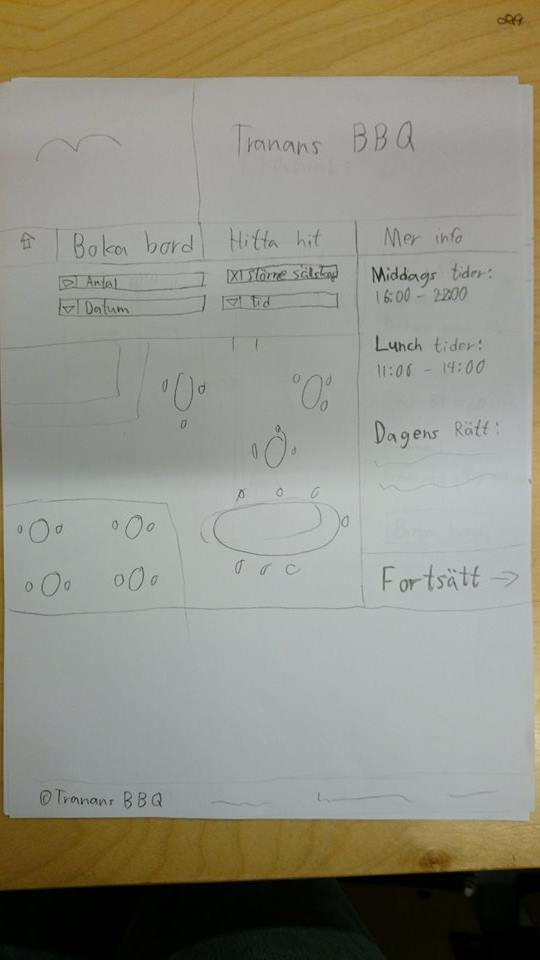 Tranans BBQ
Boka bord
Hitta hit
Mer info
Antal
X större sälskap
Datum
tid
Middags tider:
16:00 - 22:00
Lunch tider:
11:00 - 14:00
Dagens Rätt:
Fortsätt →
© Tranans BBQ